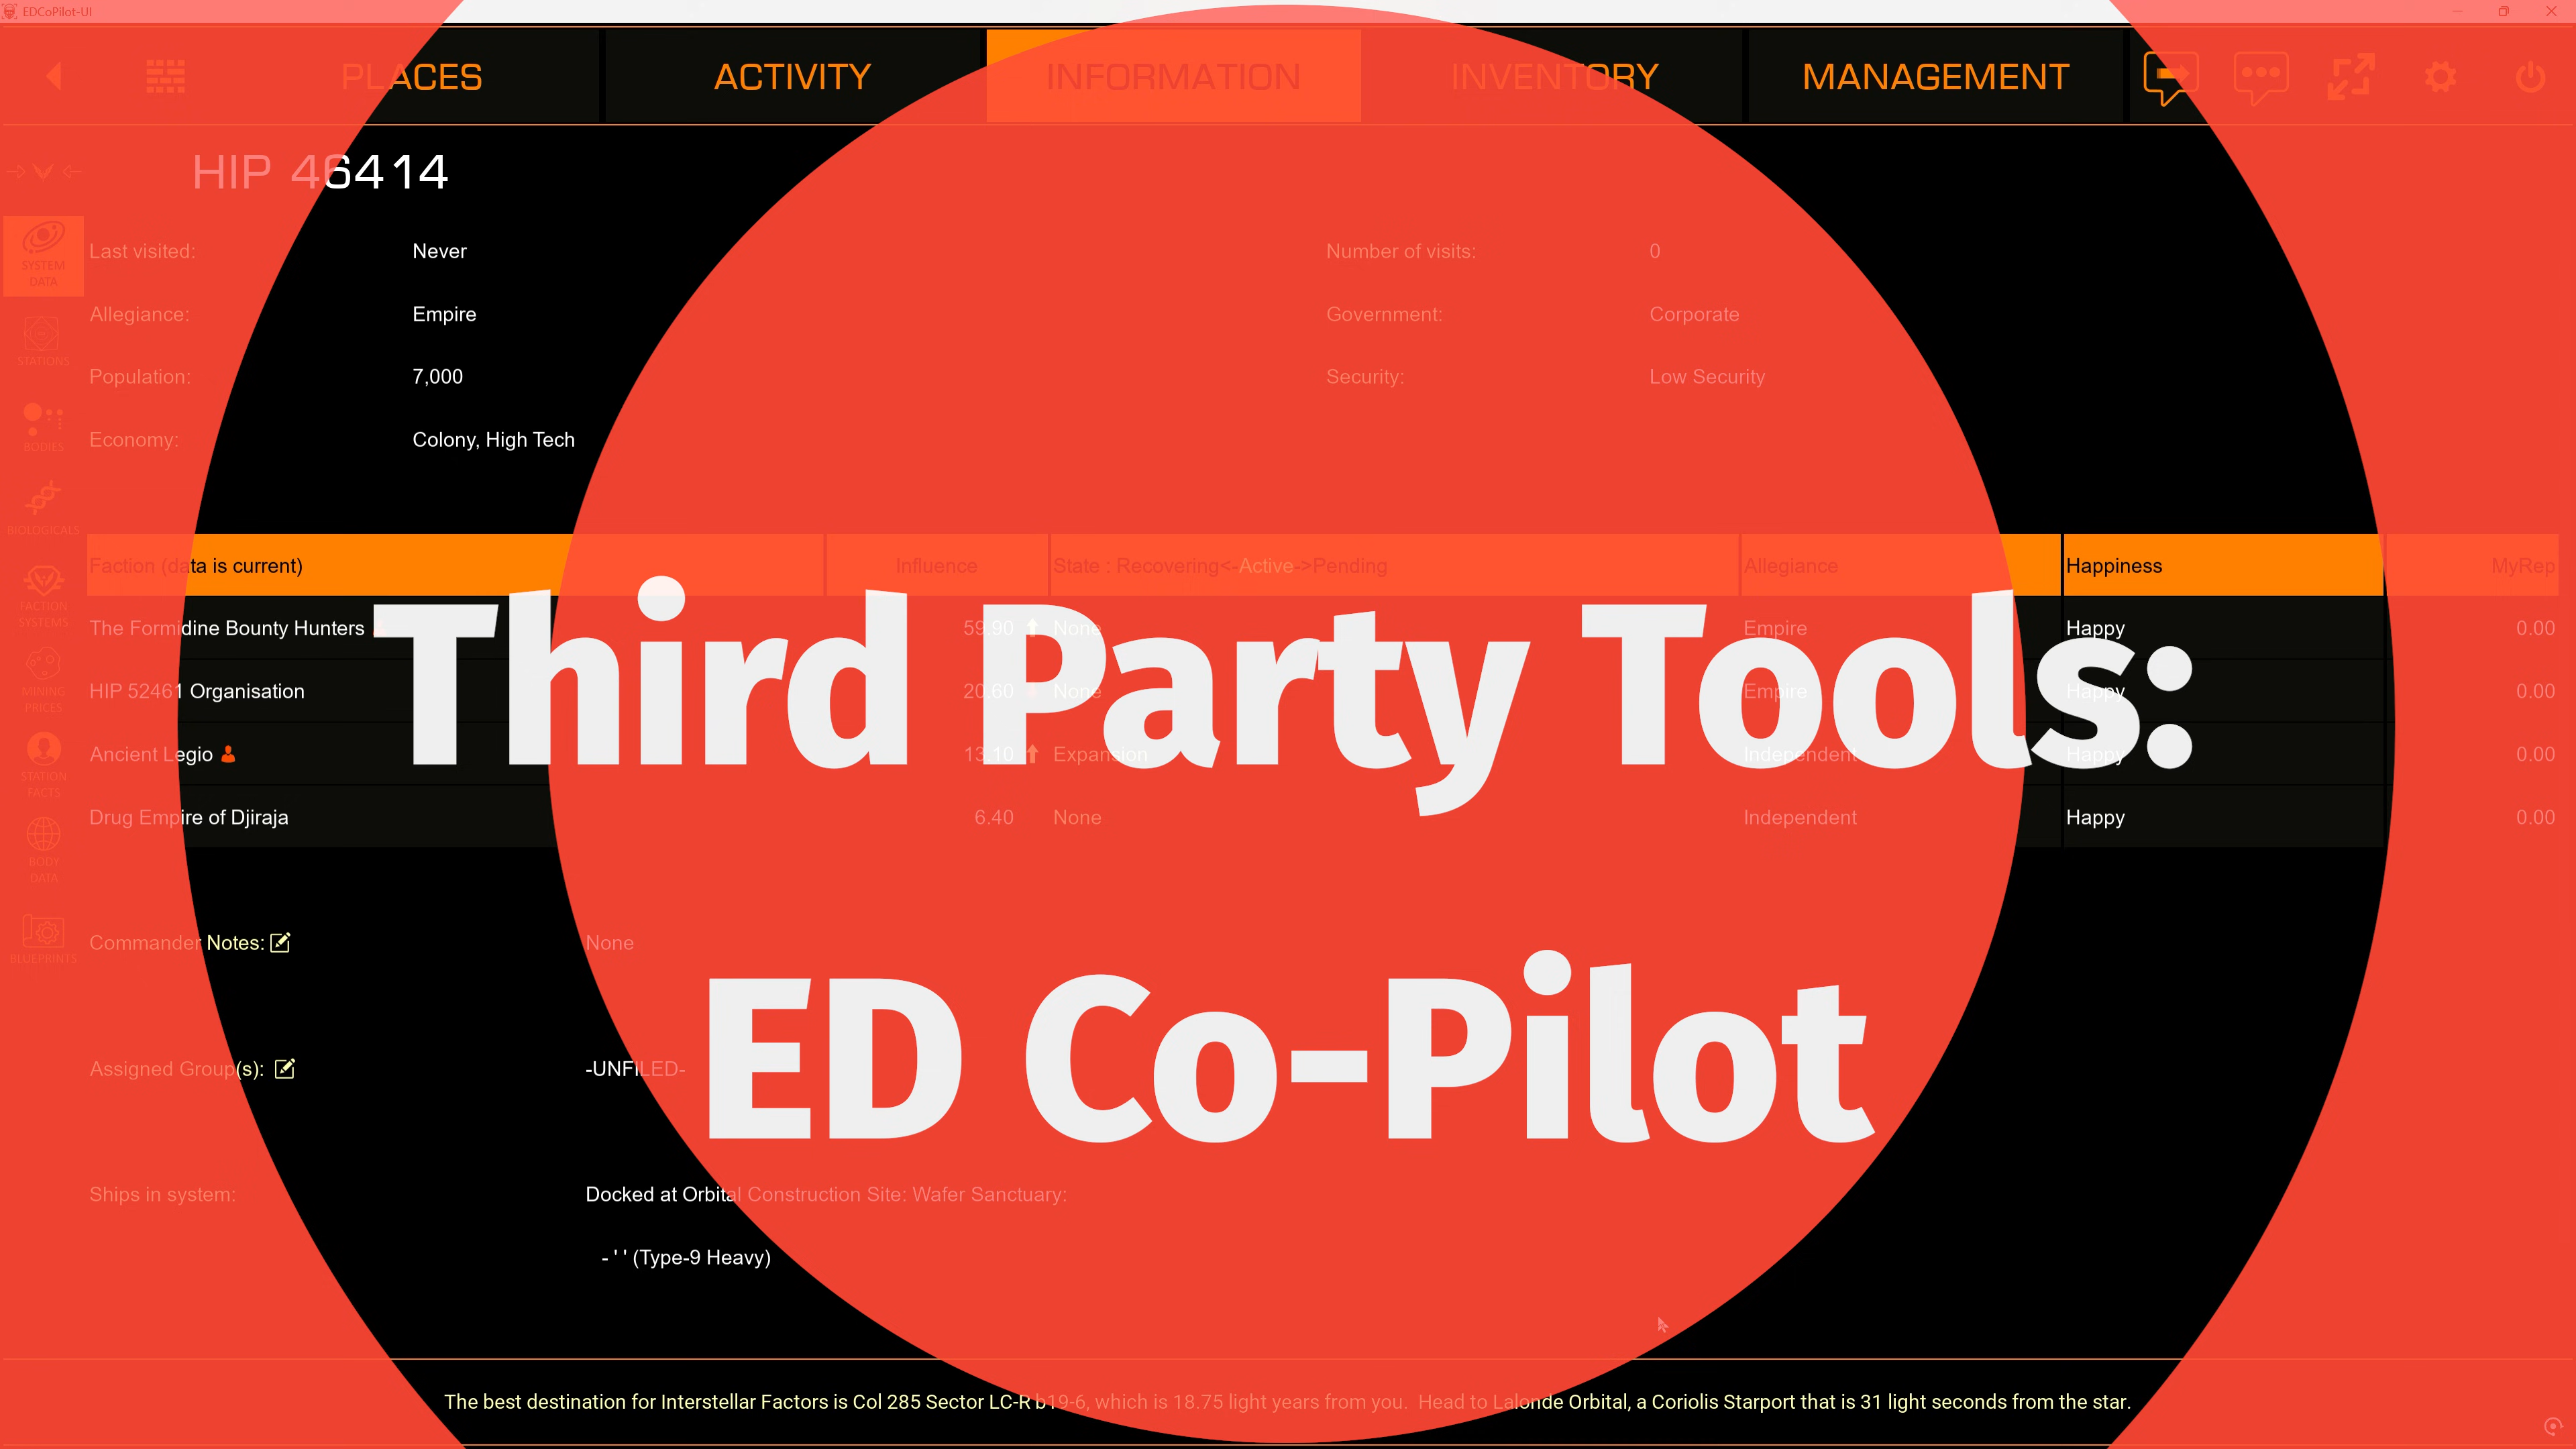 EDCoPilot-UI
PLACES ACTIVITY INFORMATION INVENTORY MANAGEMENT
HIP 46414
SYSTEM DATA
Last visited: Never Number of visits: 0
Allegiance: Empire Government: Corporate
STATIONS
Population: 7,000 Security: Low Security
Economy: Colony, High Tech
BODIES
BIOLOGICALS
Faction (data is current) Influence State : Recovering<-Active->Pending Allegiance Happiness MyRep
FACTION SYSTEMS
The Formidine Bounty Hunters 59.90 None Empire Happy 0.00
HIP 52461 Organisation 20.60 None Empire Happy 0.00
MINING PRICES
Third Party Tools:
Ancient Legio 13.10 Expansion Independent Happy 0.00
STATION FACTS
Drug Empire of Djiraja 6.40 None Independent Happy 0.00
BODY DATA
Commander Notes: None
BLUEPRINTS
ED Co-Pilot
Assigned Group(s): -UNFILED-
Ships in system: Docked at Orbital Construction Site: Wafer Sanctuary:
- ' ' (Type-9 Heavy)
The best destination for Interstellar Factors is Col 285 Sector LC-R b19-6, which is 18.75 light years from you. Head to Lalonde Orbital, a Coriolis Starport that is 31 light seconds from the star.